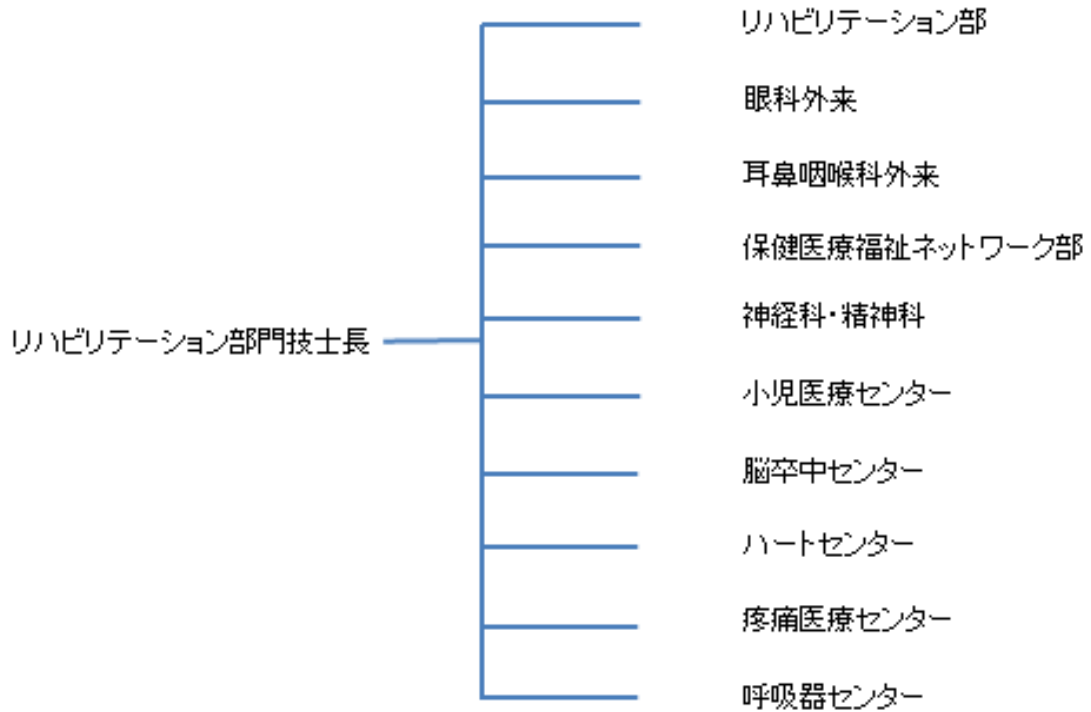 リハビリテーション部
眼科外来
耳鼻咽喉科外来
保健医療福祉ネットワーク部
神経科・精神科
リハビリテーション部門技士長
小児医療センター
脳卒中センター
ハートセンター
疼痛医療センター
呼吸器センター